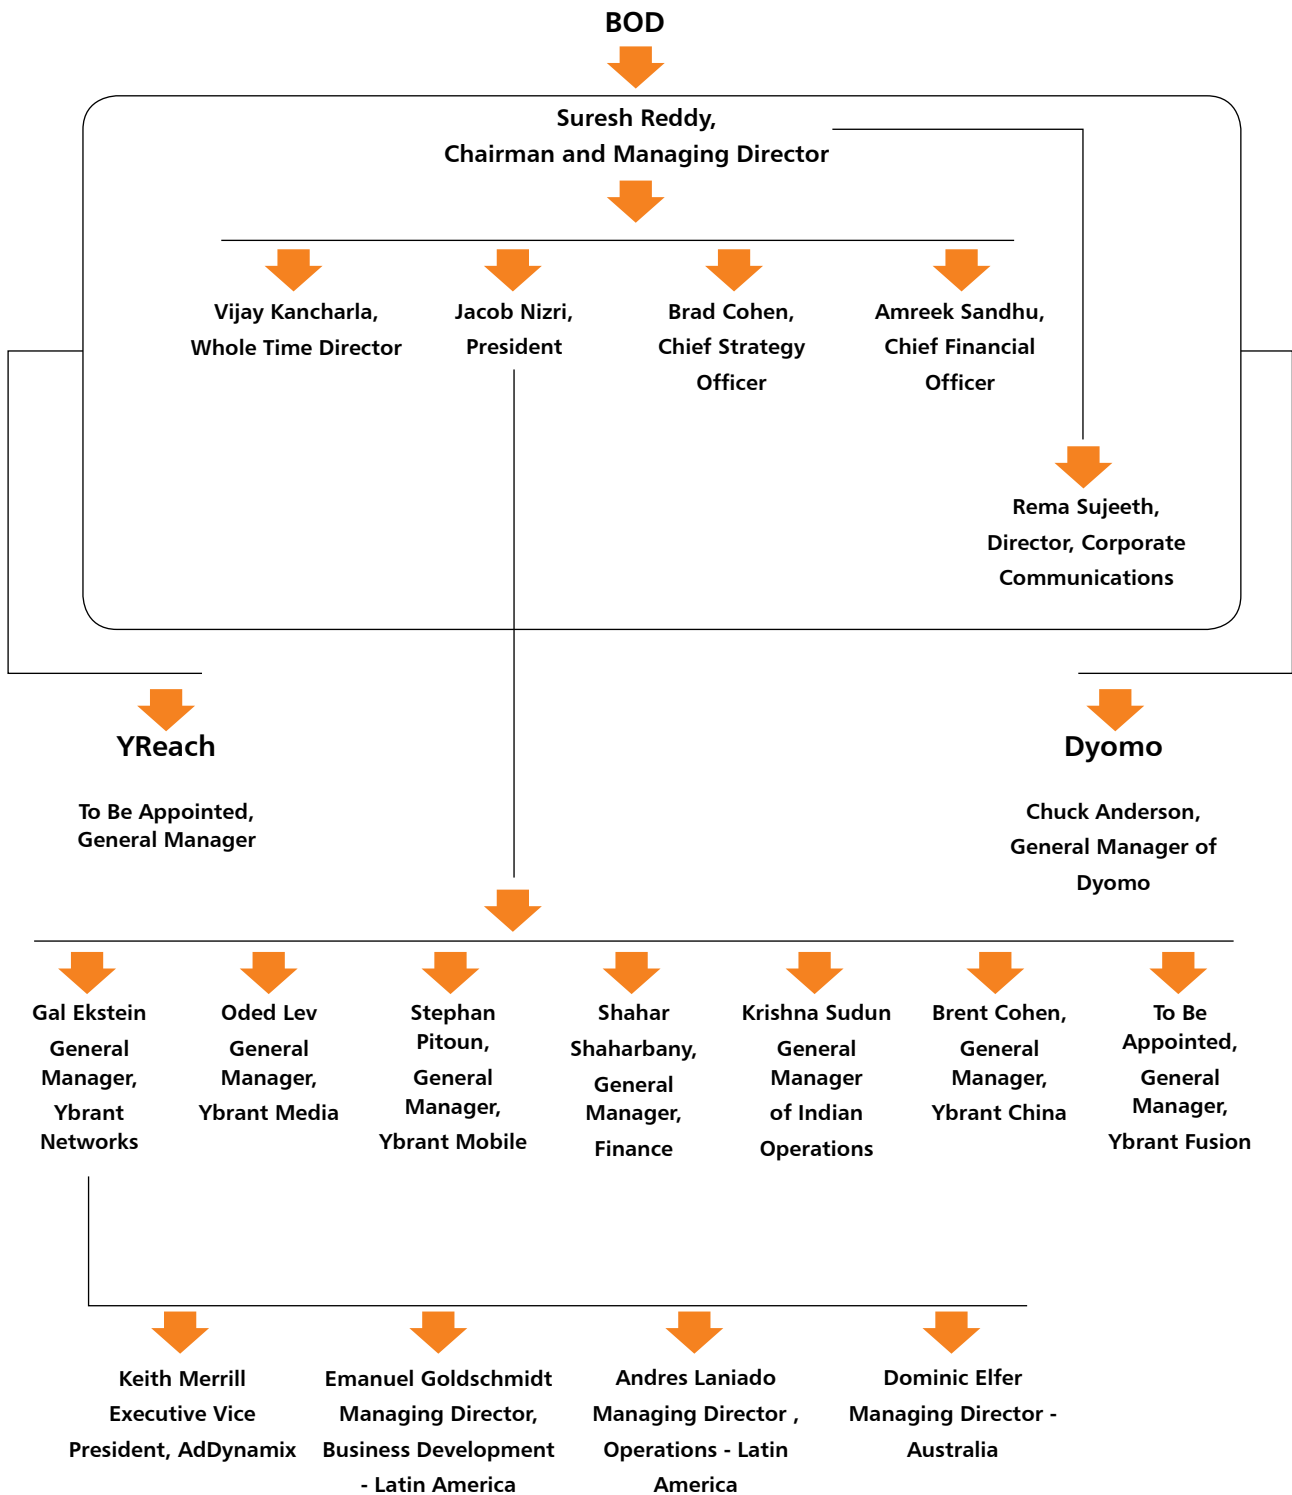 BOD
Suresh Reddy,
Chairman and Managing Director
Vijay Kancharla,
Whole Time Director
Jacob Nizri,
President
Brad Cohen,
Chief Strategy
Officer
Amreek Sandhu,
Chief Financial
Officer
Rema Sujeeth,
Director, Corporate
Communications
YReach
To Be Appointed,
General Manager
Dyomo
Chuck Anderson,
General Manager of
Dyomo
Gal Ekstein
General
Manager,
Ybrant
Networks
Oded Lev
General
Manager,
Ybrant Media
Stephan
Pitoun,
General
Manager,
Ybrant Mobile
Shahar
Shaharbany,
General
Manager,
Finance
Krishna Sudun
General
Manager
of Indian
Operations
Brent Cohen,
General
Manager,
Ybrant China
To Be
Appointed,
General
Manager,
Ybrant Fusion
Keith Merrill
Executive Vice
President, AdDynamix
Emanuel Goldschmidt
Managing Director,
Business Development
- Latin America
Andres Laniado
Managing Director ,
Operations - Latin
America
Dominic Elfer
Managing Director -
Australia